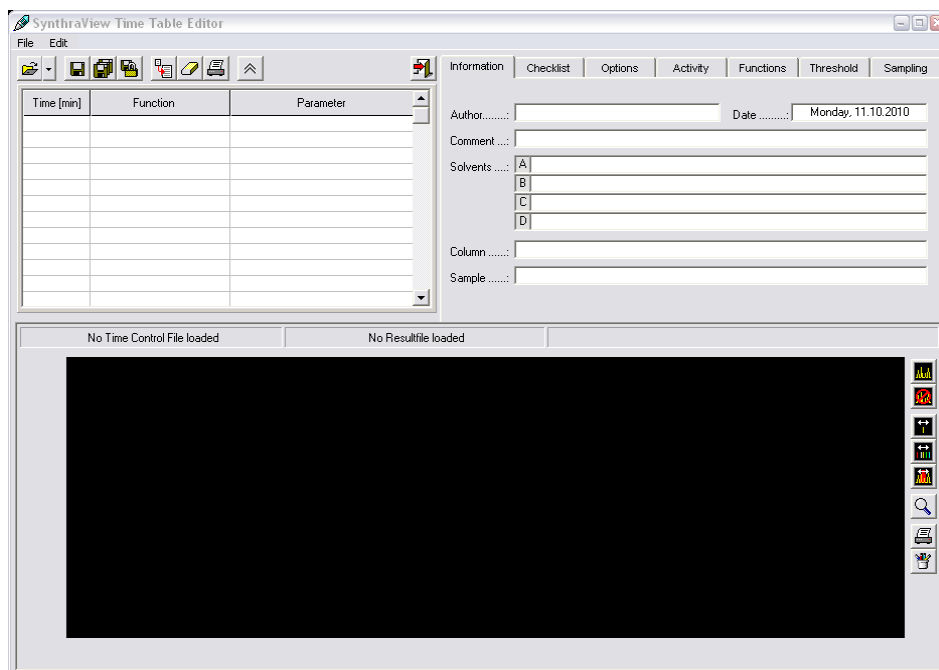 SynthraView Time Table Editor
File Edit
Information Checklist Options Activity Functions Threshold Sampling
Time [min] Function Parameter
Author.......: Date .........: Monday, 11.10.2010
Comment ...:
Solvents ....: A
B
C
D
Column ......:
Sample ......:
No Time Control File loaded No Resultfile loaded